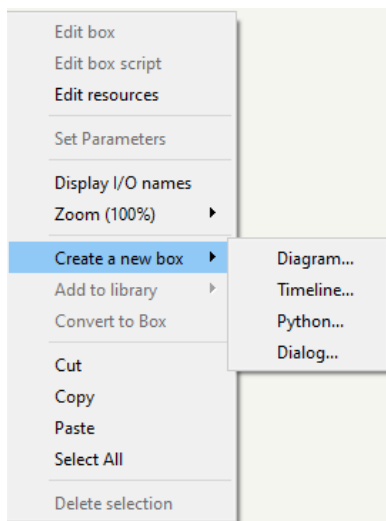 Edit box
Edit box script
Edit resources
Set Parameters
Display I/O names
Zoom (100%)
Create a new box
Diagram...
Add to library
Timeline...
Convert to Box
Python...
Dialog...
Cut
Copy
Paste
Select All
Delete selection